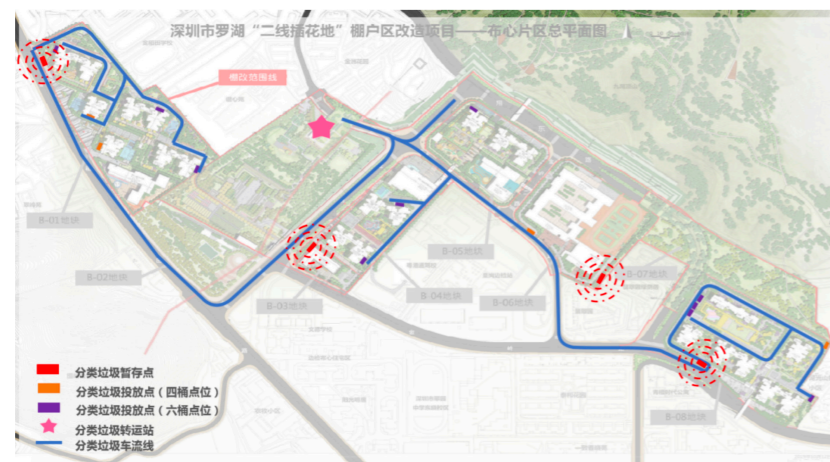 深圳市罗湖“二线插花地”棚户区改造项目——布心片区总平面图
棚改范围线
B-01地块
B-02地块
B-03地块
B-04地块
B-05地块
B-06地块
B-07地块
B-08地块
分类垃圾暂存点
分类垃圾投放点（四桶点位）
分类垃圾投放点（六桶点位）
分类垃圾转运站
分类垃圾车流线